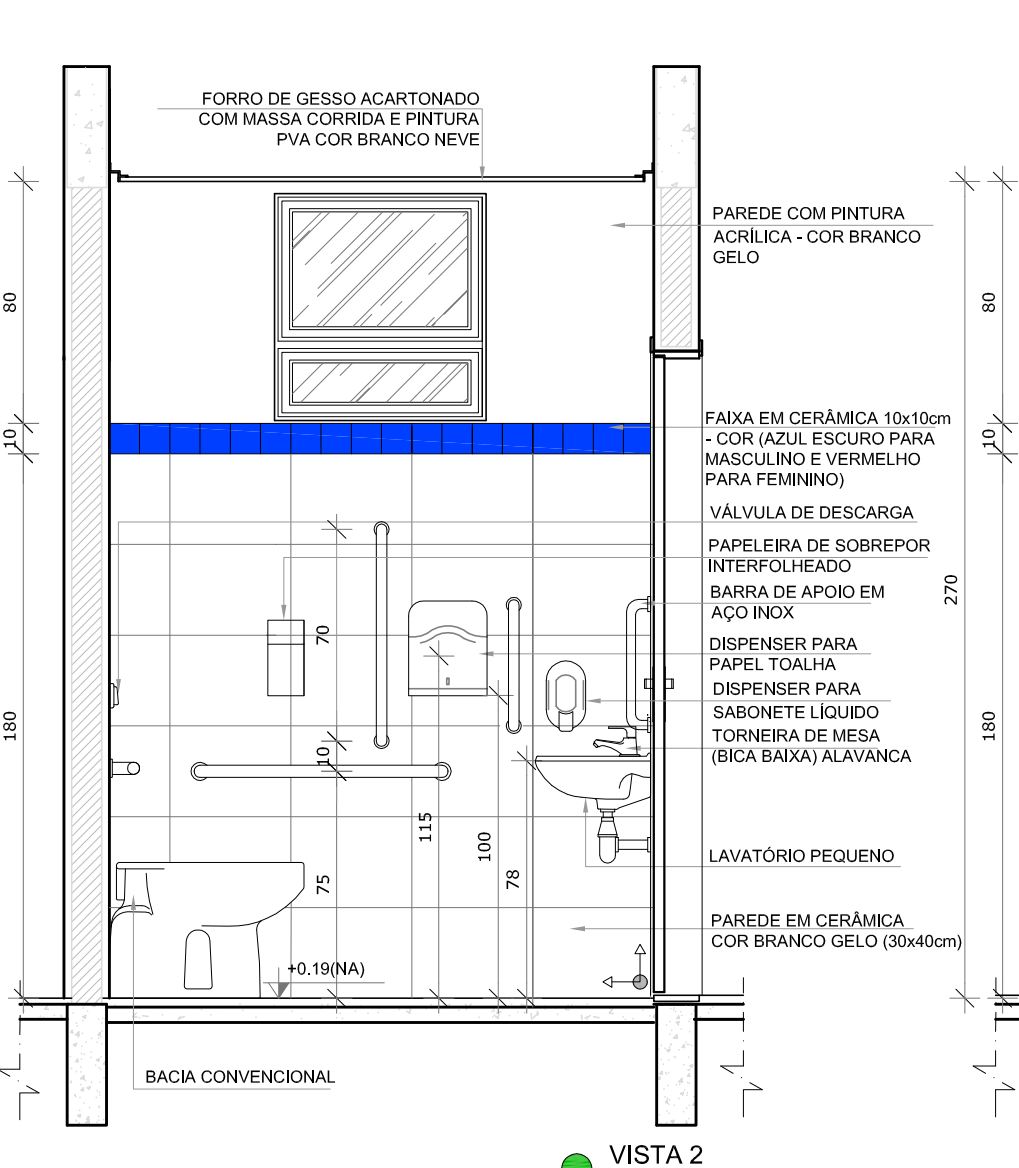 FORRO DE GESSO ACARTONADO
COM MASSA CORRIDA E PINTURA
PVA COR BRANCO NEVE
PAREDE COM PINTURA
ACRÍLICA - COR BRANCO
GELO
80
80
FAIXA EM CERÂMICA 10x10cm
- COR (AZUL ESCURO PARA
MASCULINO E VERMELHO
PARA FEMININO)
10
10
VÁLVULA DE DESCARGA
PAPELEIRA DE SOBREPOR
INTERFOLHEADO
270
BARRA DE APOIO EM
AÇO INOX
70
DISPENSER PARA
PAPEL TOALHA
DISPENSER PARA
SABONETE LÍQUIDO
180
180
TORNEIRA DE MESA
(BICA BAIXA) ALAVANCA
10
115
100
78
75
LAVATÓRIO PEQUENO
PAREDE EM CERÂMICA
COR BRANCO GELO (30x40cm)
+0.19(NA)
BACIA CONVENCIONAL
VISTA 2